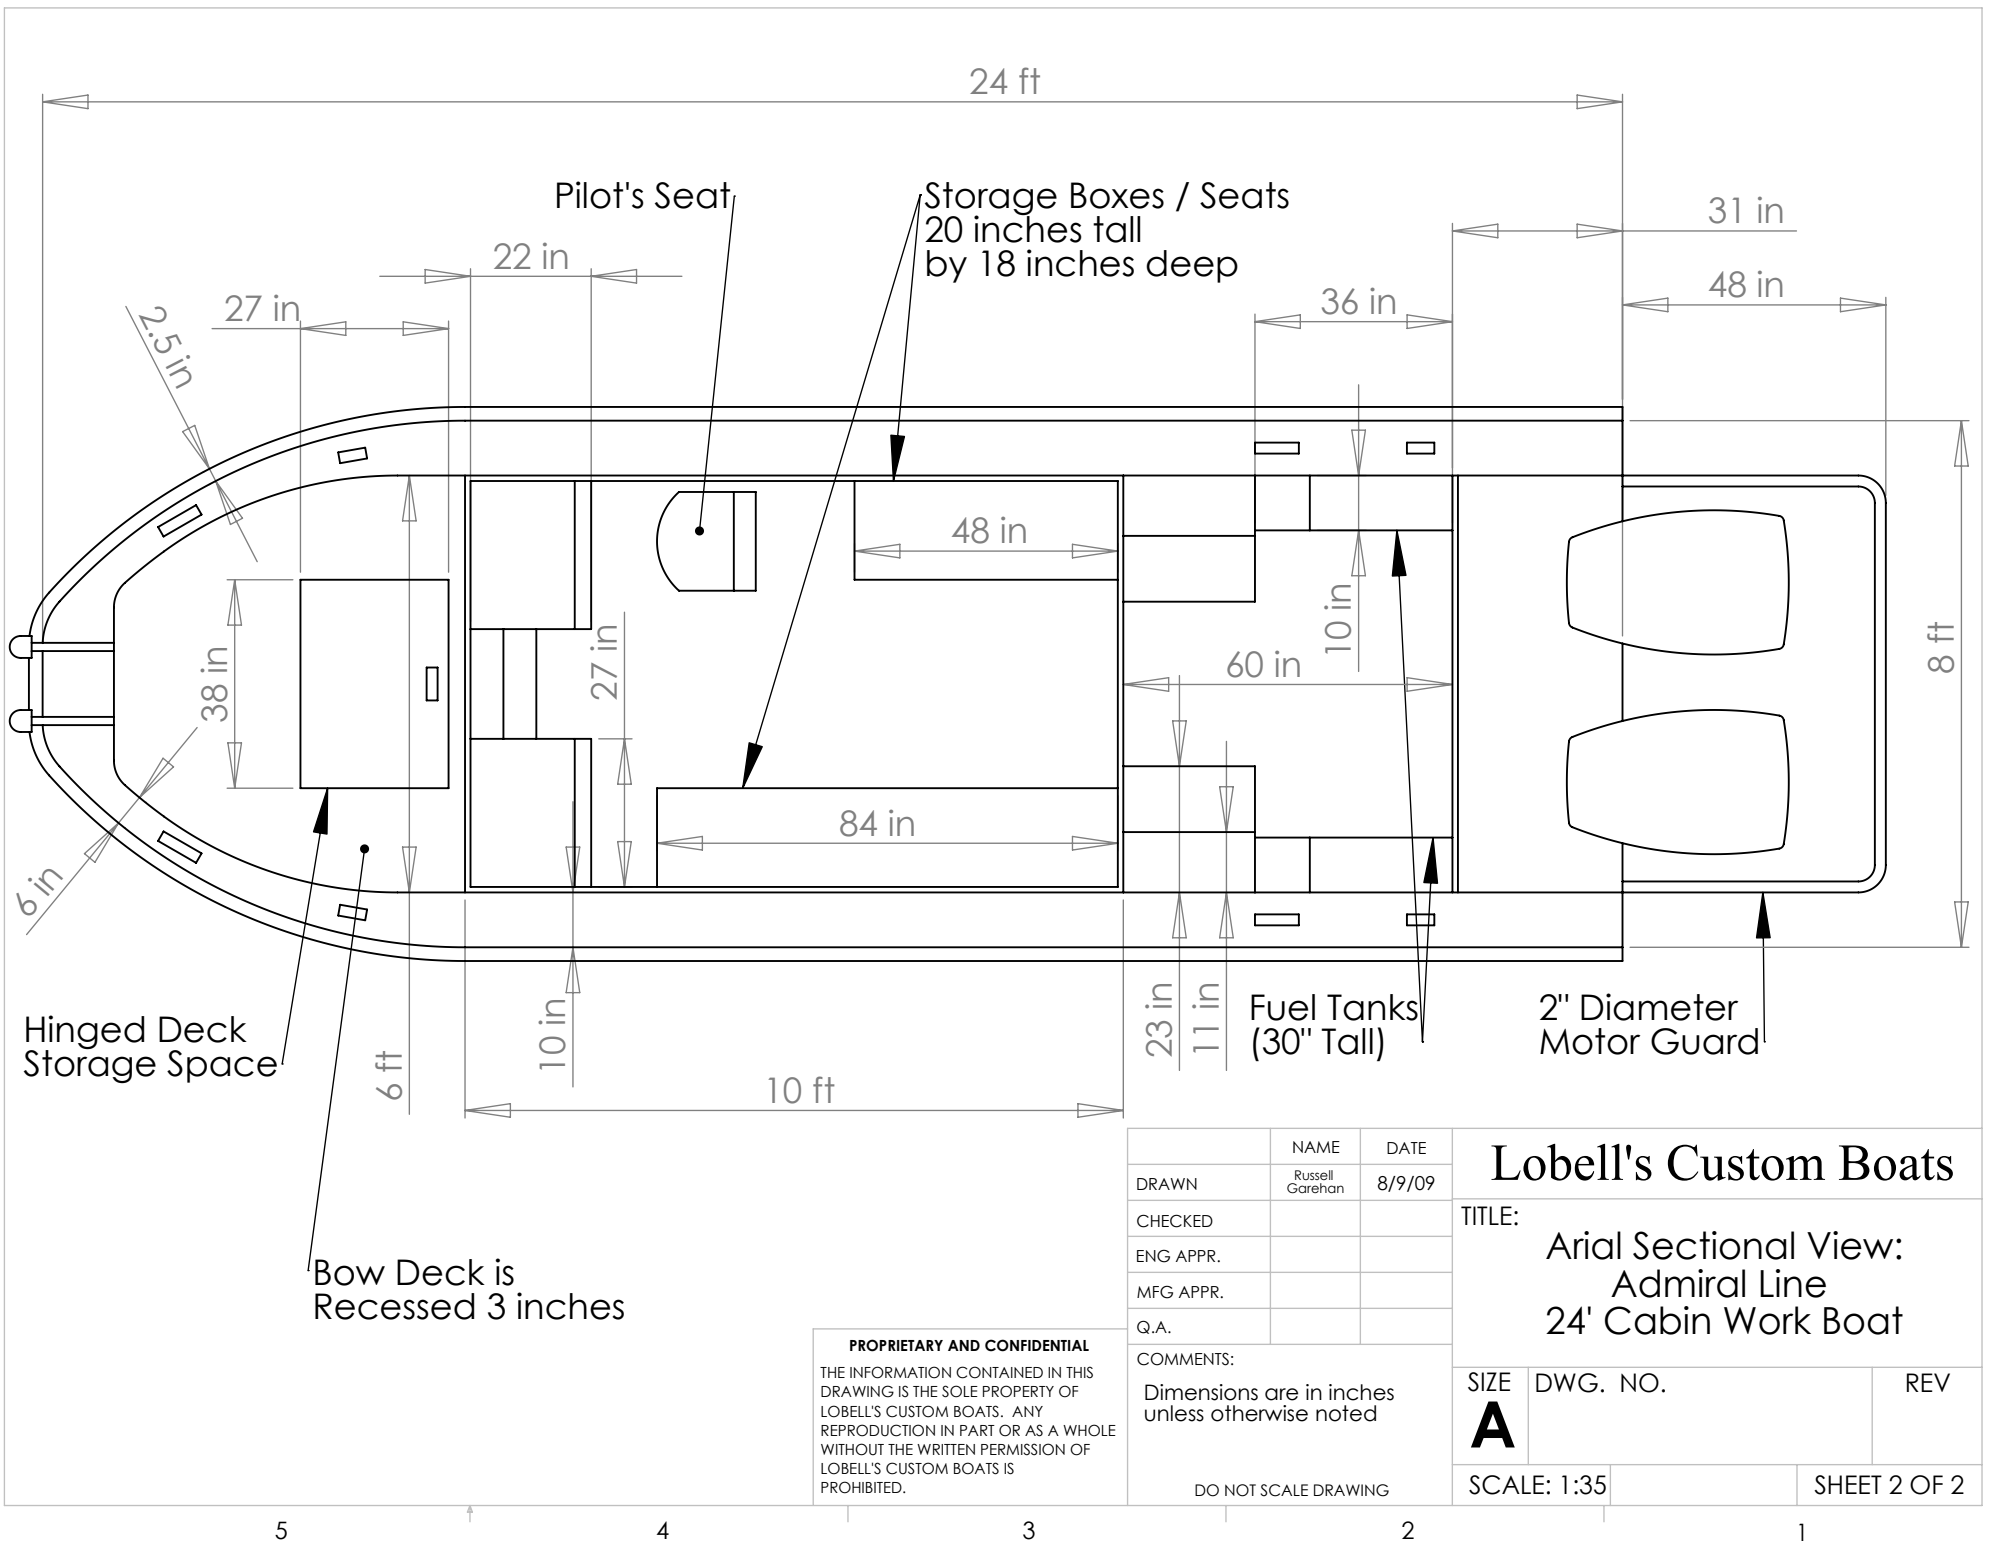 24 ft
Pilot's Seat
Storage Boxes / Seats
20 inches tall
by 18 inches deep
31 in
22 in
48 in
36 in
27 in
2.5 in
48 in
10 in
27 in
60 in
8 ft
38 in
84 in
6 in
23 in
11 in
10 in
6 ft
10 ft
Fuel Tanks
(30" Tall)
2" Diameter
Motor Guard
Hinged Deck
Storage Space
Bow Deck is
Recessed 3 inches
NAME
DATE
DRAWN
Russell
Garehan
8/9/09
CHECKED
ENG APPR.
MFG APPR.
Q.A.
COMMENTS:
Dimensions are in inches
unless otherwise noted
DO NOT SCALE DRAWING
Lobell's Custom Boats
TITLE:
Arial Sectional View:
Admiral Line
24' Cabin Work Boat
SIZE
A
DWG. NO.
REV
SCALE: 1:35
SHEET 2 OF 2
PROPRIETARY AND CONFIDENTIAL
THE INFORMATION CONTAINED IN THIS
DRAWING IS THE SOLE PROPERTY OF
LOBELL'S CUSTOM BOATS. ANY
REPRODUCTION IN PART OR AS A WHOLE
WITHOUT THE WRITTEN PERMISSION OF
LOBELL'S CUSTOM BOATS IS
PROHIBITED.
5
4
3
2
1